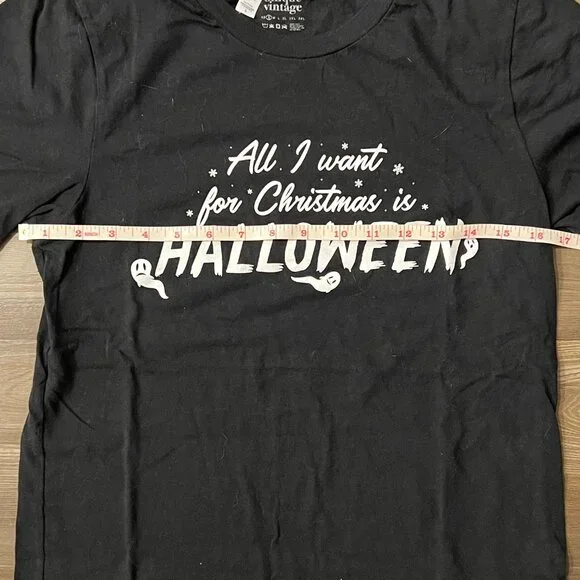 vintage
All I want
for Christmas is
1 2 3 4 5 6 7 8 9 10 11 12 13 14 15 16 17
HALLOWEEN